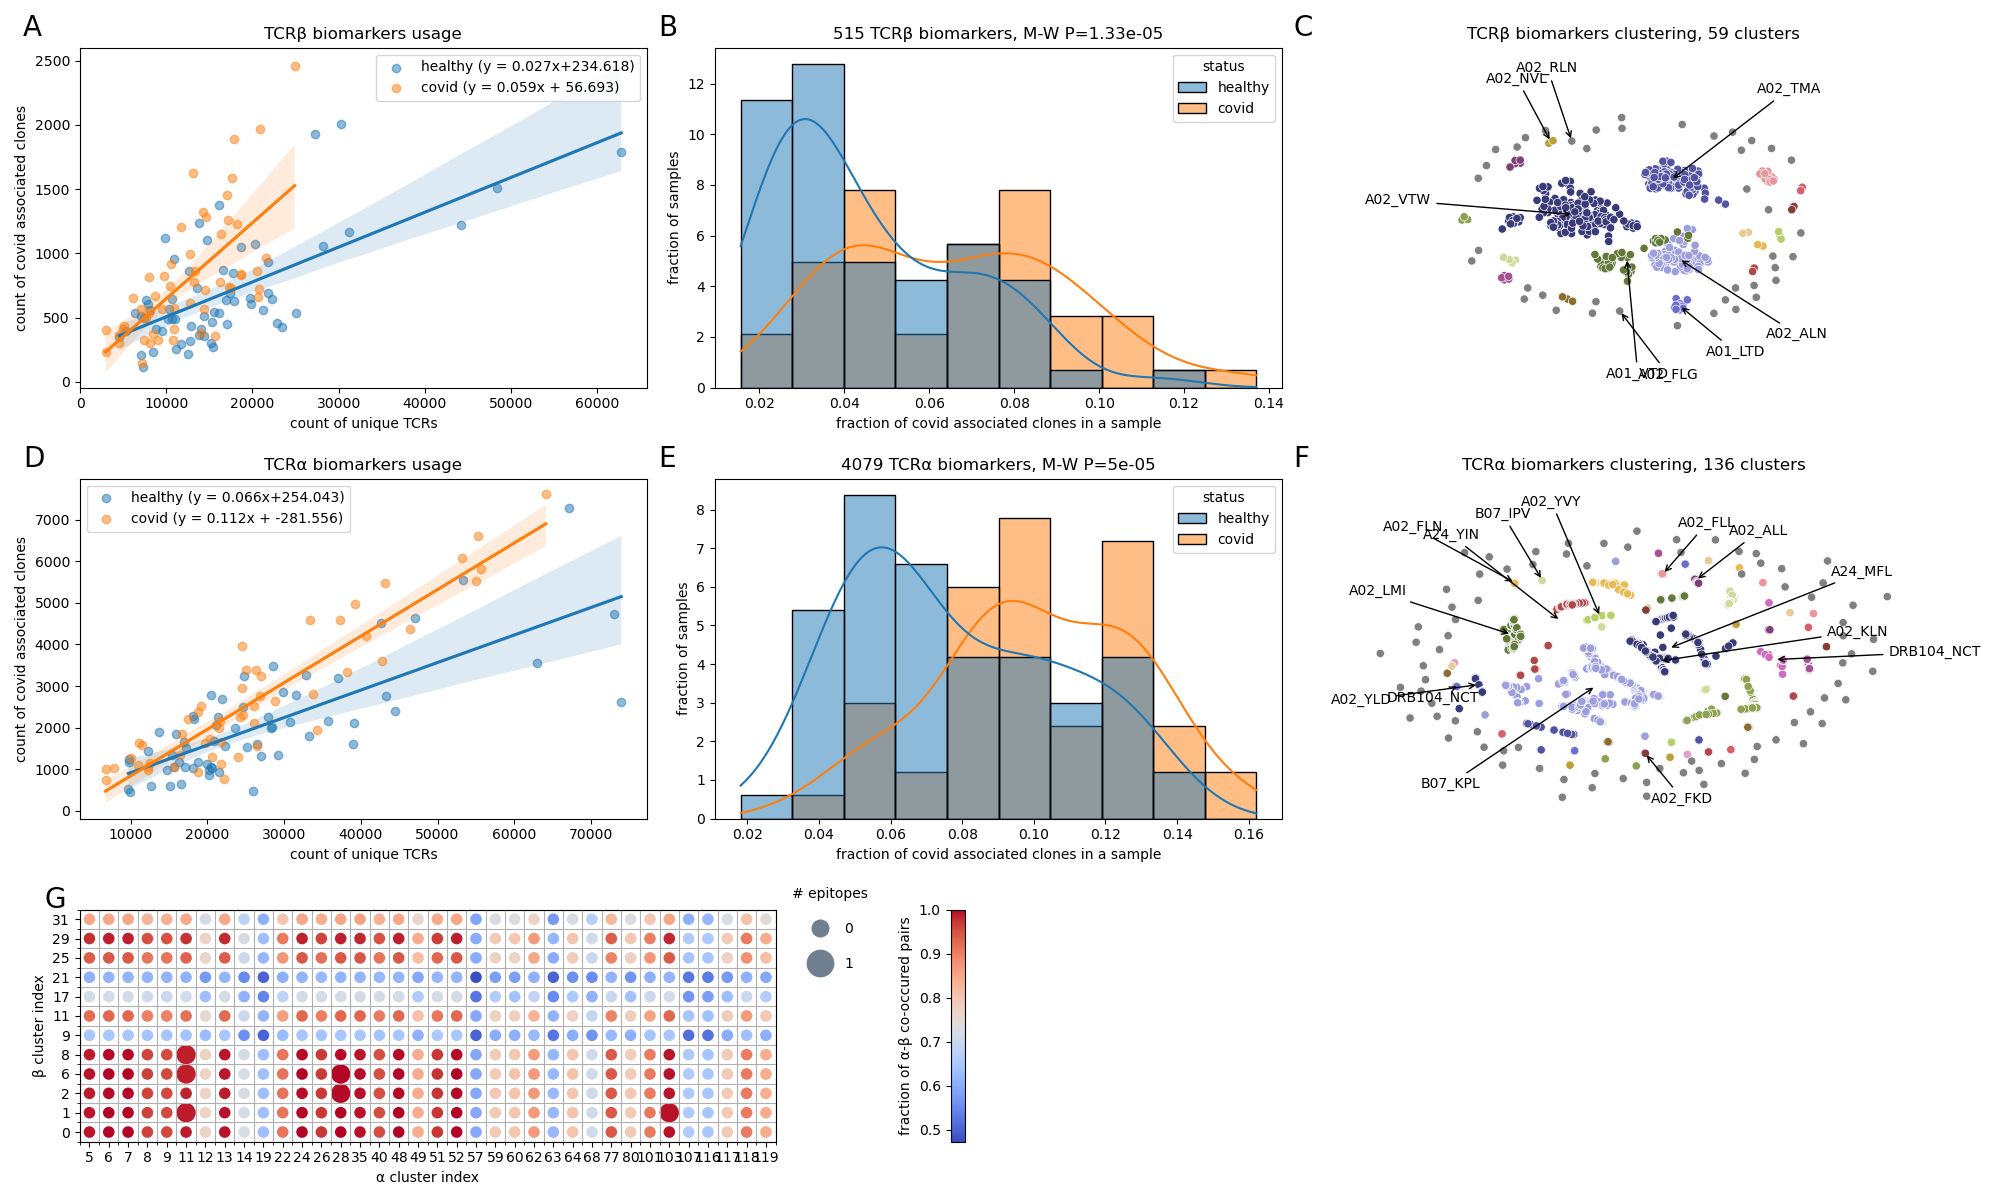 A
TCRβ biomarkers usage
healthy (y = 0.027x+234.618)
covid (y = 0.059x + 56.693)
count of covid associated clones
2500
2000
1500
1000
500
0
0 10000 20000 30000 40000 50000 60000
count of unique TCRs
B
515 TCRβ biomarkers, M-W P=1.33e-05
status
healthy
covid
fraction of samples
12
10
8
6
4
2
0
0.02 0.04 0.06 0.08 0.10 0.12 0.14
fraction of covid associated clones in a sample
C
TCRβ biomarkers clustering, 59 clusters
A02_RLN
A02_NVL
A02_TMA
A02_VTW
A02_ALN
A01_LTD
A01_VTD
A02_FLG
D
TCRα biomarkers usage
healthy (y = 0.066x+254.043)
covid (y = 0.112x + -281.556)
count of covid associated clones
7000
6000
5000
4000
3000
2000
1000
0
10000 20000 30000 40000 50000 60000 70000
count of unique TCRs
E
4079 TCRα biomarkers, M-W P=5e-05
status
healthy
covid
fraction of samples
8
7
6
5
4
3
2
1
0
0.02 0.04 0.06 0.08 0.10 0.12 0.14 0.16
fraction of covid associated clones in a sample
F
TCRα biomarkers clustering, 136 clusters
A02_YVY
B07_IPV
A02_FLN
A24_YIN
A02_FLL
A02_ALL
A24_MFL
A02_LMI
A02_KLN
DRB104_NCT
A02_YLD
DRB104_NCT
B07_KPL
A02_FKD
G
β cluster index
31
29
25
21
17
11
9
8
6
2
1
0
5 6 7 8 9 11 12 13 14 19 22 24 26 28 35 40 48 49 51 52 57 59 60 62 63 64 68 77 80 101 103 107 116 117 118 119
α cluster index
# epitopes
0
1
fraction of α-β co-occured pairs
1.0
0.9
0.8
0.7
0.6
0.5